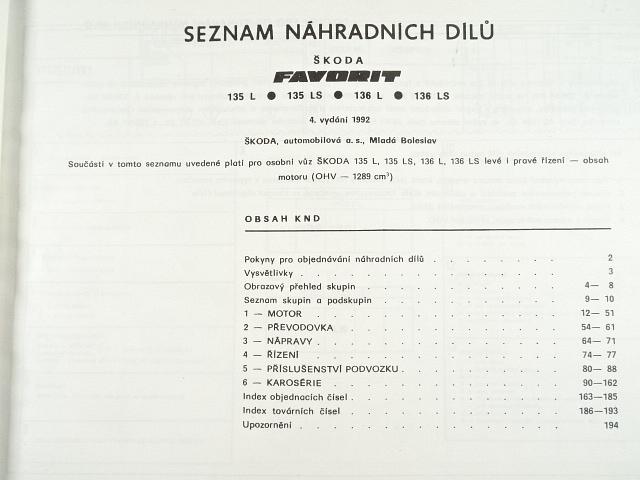 SEZNAM NÁHRADNÍCH DÍLŮ
ŠKODA
FAVORIT
135 L ● 135 LS ● 136 L ● 136 LS
4. vydání 1992
ŠKODA, automobilová a. s., Mladá Boleslav
Součásti v tomto seznamu uvedené platí pro osobní vůz ŠKODA 135 L, 135 LS, 136 L, 136 LS levé i pravé řízení — obsah
motoru (OHV — 1289 cm³)
OBSAH KND
Pokyny pro objednávání náhradních dílů . . . . . . . 2
Vysvětlivky . . . . . . . . . . . . . 3
Obrazový přehled skupin . . . . . . . . . . 4— 8
Seznam skupin a podskupin . . . . . . . . . 9— 10
1 — MOTOR . . . . . . . . . . . . 12— 51
2 — PŘEVODOVKA . . . . . . . . . . . 54— 61
3 — NÁPRAVY . . . . . . . . . . . . 64— 71
4 — ŘÍZENÍ . . . . . . . . . . . . 74— 77
5 — PŘÍSLUŠENSTVÍ PODVOZKU . . . . . . . . . 80— 88
6 — KAROSÉRIE . . . . . . . . . . . 90—162
Index objednacích čísel . . . . . . . . . . . 163—185
Index továrních čísel . . . . . . . . . . . 186—193
Upozornění . . . . . . . . . . . . . 194